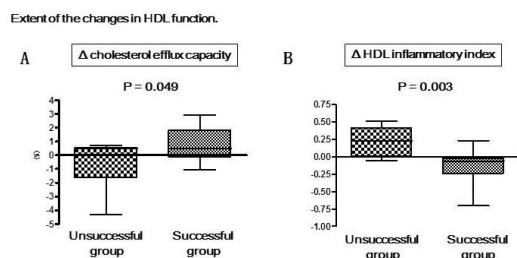 Extent of the changes in HDL function.
A
Δ cholesterol efflux capacity
P = 0.049
5
4
3
2
1
0
-1
-2
-3
-4
-5
(%)
Unsuccessful group
Successful group
B
Δ HDL inflammatory index
P = 0.003
0.75
0.50
0.25
0.00
-0.25
-0.50
-0.75
-1.00
Unsuccessful group
Successful group